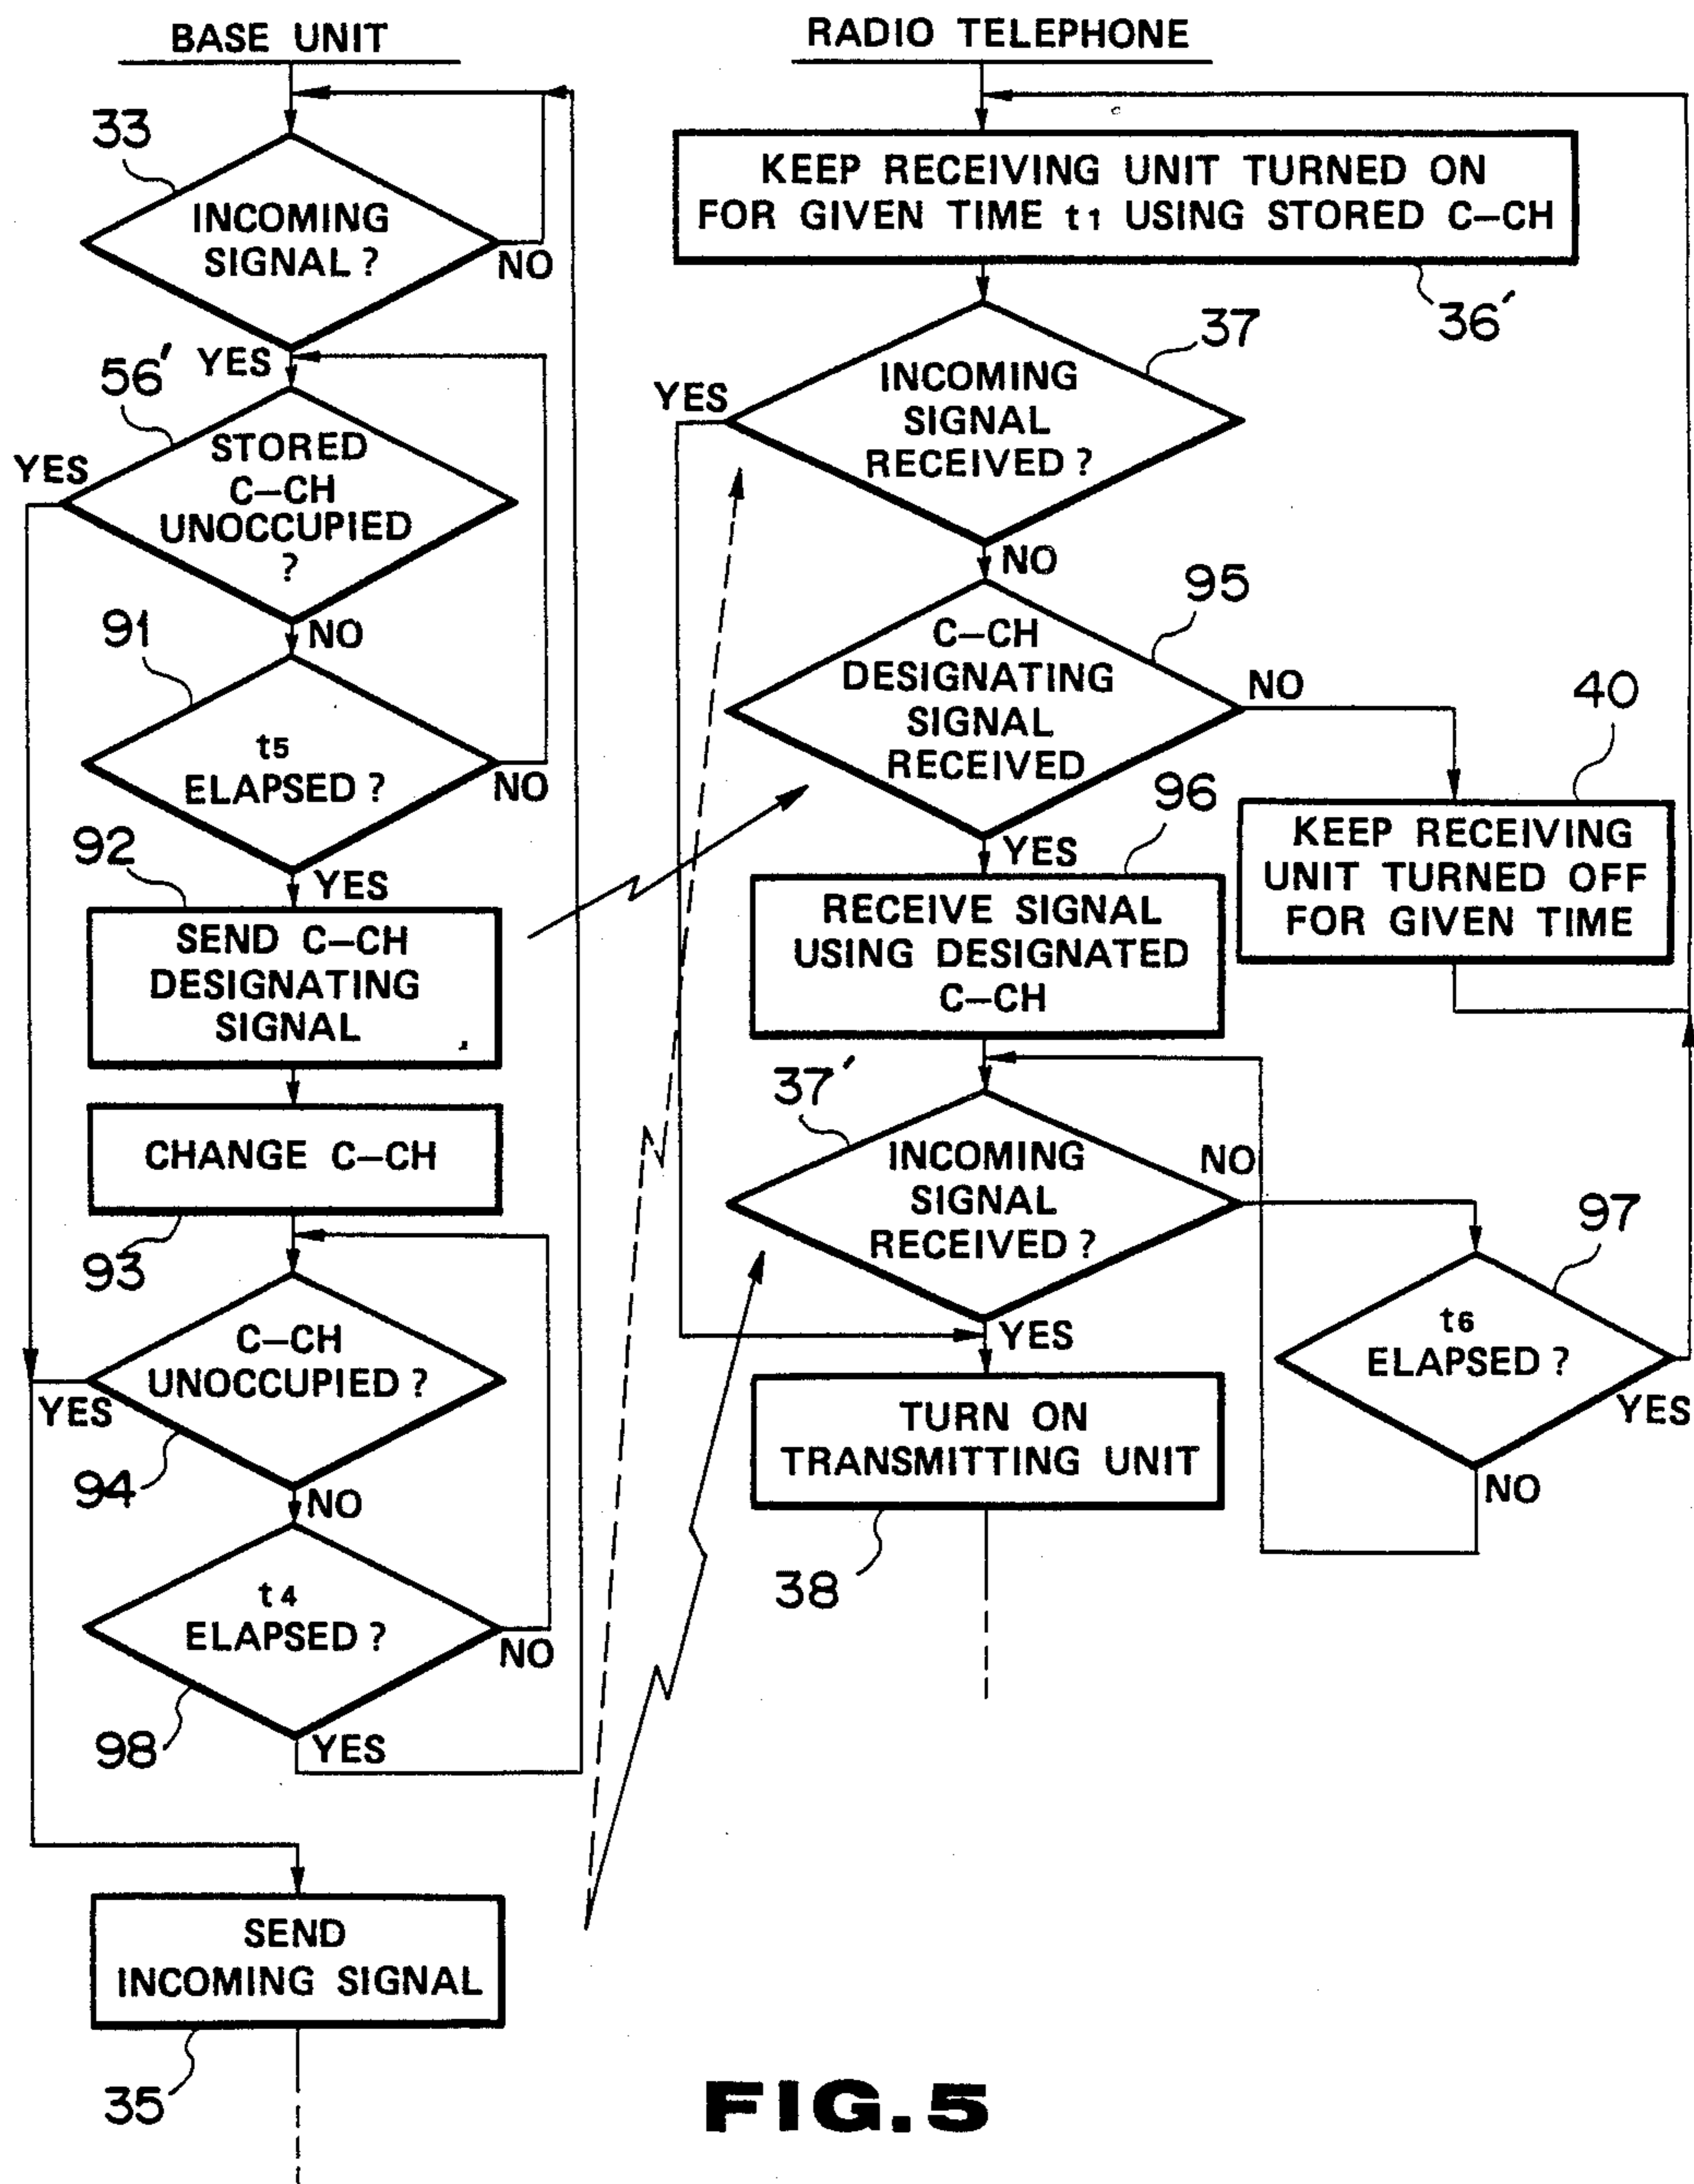 BASE UNIT
33
INCOMING
SIGNAL ?
NO
YES
56′
STORED
C–CH
UNOCCUPIED
?
YES
NO
91
t5
ELAPSED ?
NO
YES
92
SEND C–CH
DESIGNATING
SIGNAL
CHANGE C–CH
93
C–CH
UNOCCUPIED ?
YES
94
NO
t4
ELAPSED ?
NO
98
YES
SEND
INCOMING SIGNAL
35
RADIO TELEPHONE
KEEP RECEIVING UNIT TURNED ON
FOR GIVEN TIME t1 USING STORED C–CH
36′
37
INCOMING
SIGNAL
RECEIVED ?
YES
NO
95
C–CH
DESIGNATING
SIGNAL
RECEIVED
NO
YES
40
KEEP RECEIVING
UNIT TURNED OFF
FOR GIVEN TIME
96
RECEIVE SIGNAL
USING DESIGNATED
C–CH
37′
INCOMING
SIGNAL
RECEIVED ?
NO
YES
97
t6
ELAPSED ?
YES
NO
TURN ON
TRANSMITTING UNIT
38
FIG.5